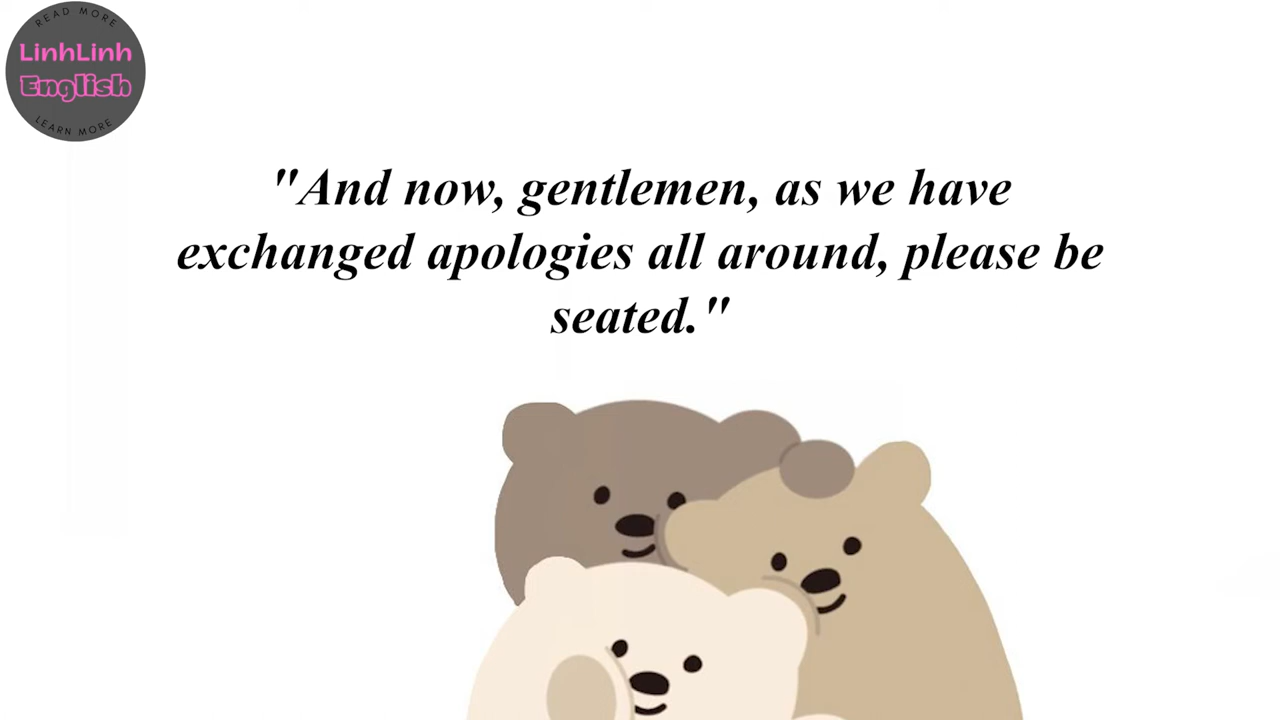 READ MORE
LinhLinh
English
LEARN MORE
"And now, gentlemen, as we have
exchanged apologies all around, please be
seated."